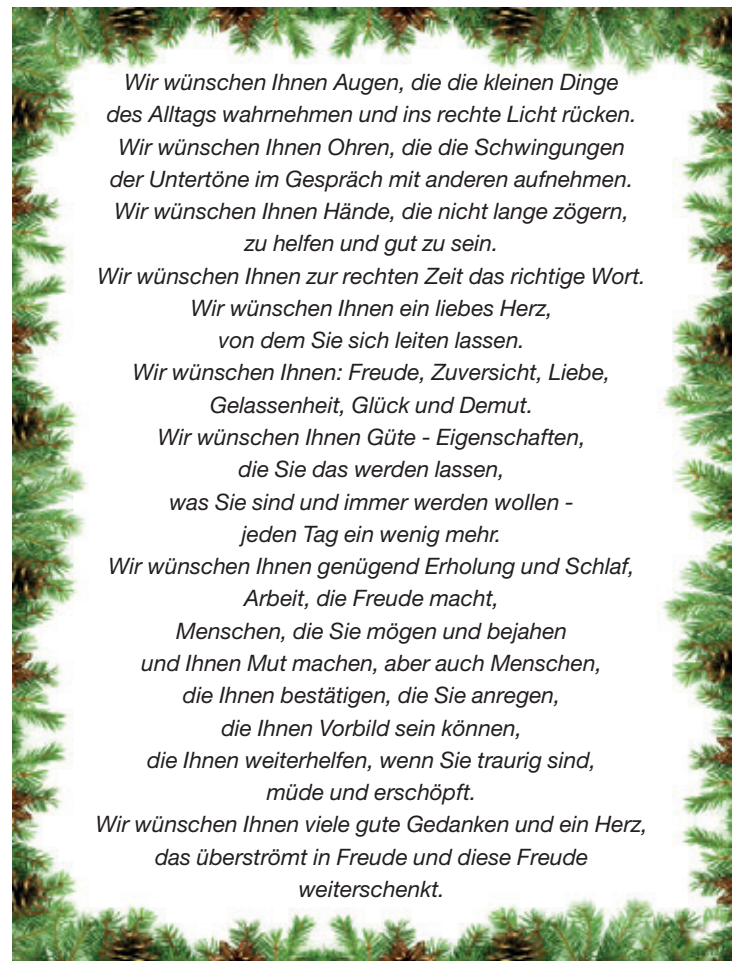 Wir wünschen Ihnen Augen, die die kleinen Dinge
des Alltags wahrnehmen und ins rechte Licht rücken.
Wir wünschen Ihnen Ohren, die die Schwingungen
der Untertöne im Gespräch mit anderen aufnehmen.
Wir wünschen Ihnen Hände, die nicht lange zögern,
zu helfen und gut zu sein.
Wir wünschen Ihnen zur rechten Zeit das richtige Wort.
Wir wünschen Ihnen ein liebes Herz,
von dem Sie sich leiten lassen.
Wir wünschen Ihnen: Freude, Zuversicht, Liebe,
Gelassenheit, Glück und Demut.
Wir wünschen Ihnen Güte - Eigenschaften,
die Sie das werden lassen,
was Sie sind und immer werden wollen -
jeden Tag ein wenig mehr.
Wir wünschen Ihnen genügend Erholung und Schlaf,
Arbeit, die Freude macht,
Menschen, die Sie mögen und bejahen
und Ihnen Mut machen, aber auch Menschen,
die Ihnen bestätigen, die Sie anregen,
die Ihnen Vorbild sein können,
die Ihnen weiterhelfen, wenn Sie traurig sind,
müde und erschöpft.
Wir wünschen Ihnen viele gute Gedanken und ein Herz,
das überströmt in Freude und diese Freude
weiterschenkt.